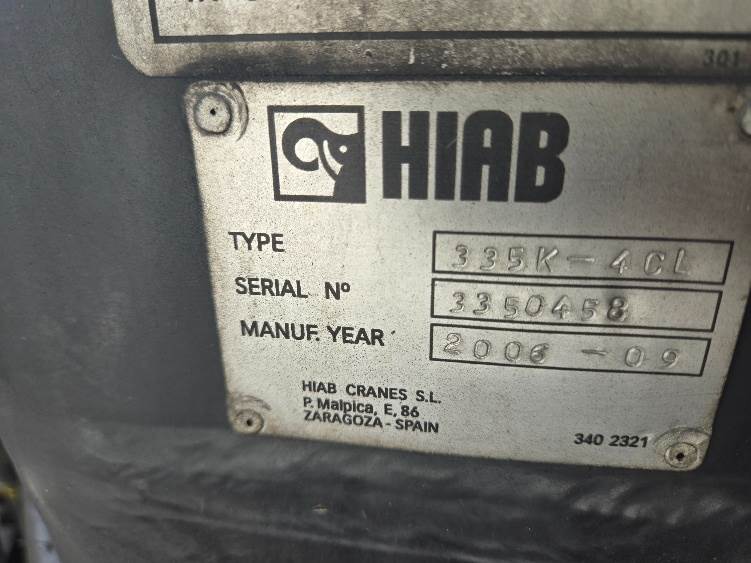 301
HIAB
TYPE 335K-4CL
SERIAL Nº 3350458
MANUF. YEAR 2006-09
HIAB CRANES S.L.
P. Malpica, E, 86
ZARAGOZA - SPAIN
340 2321